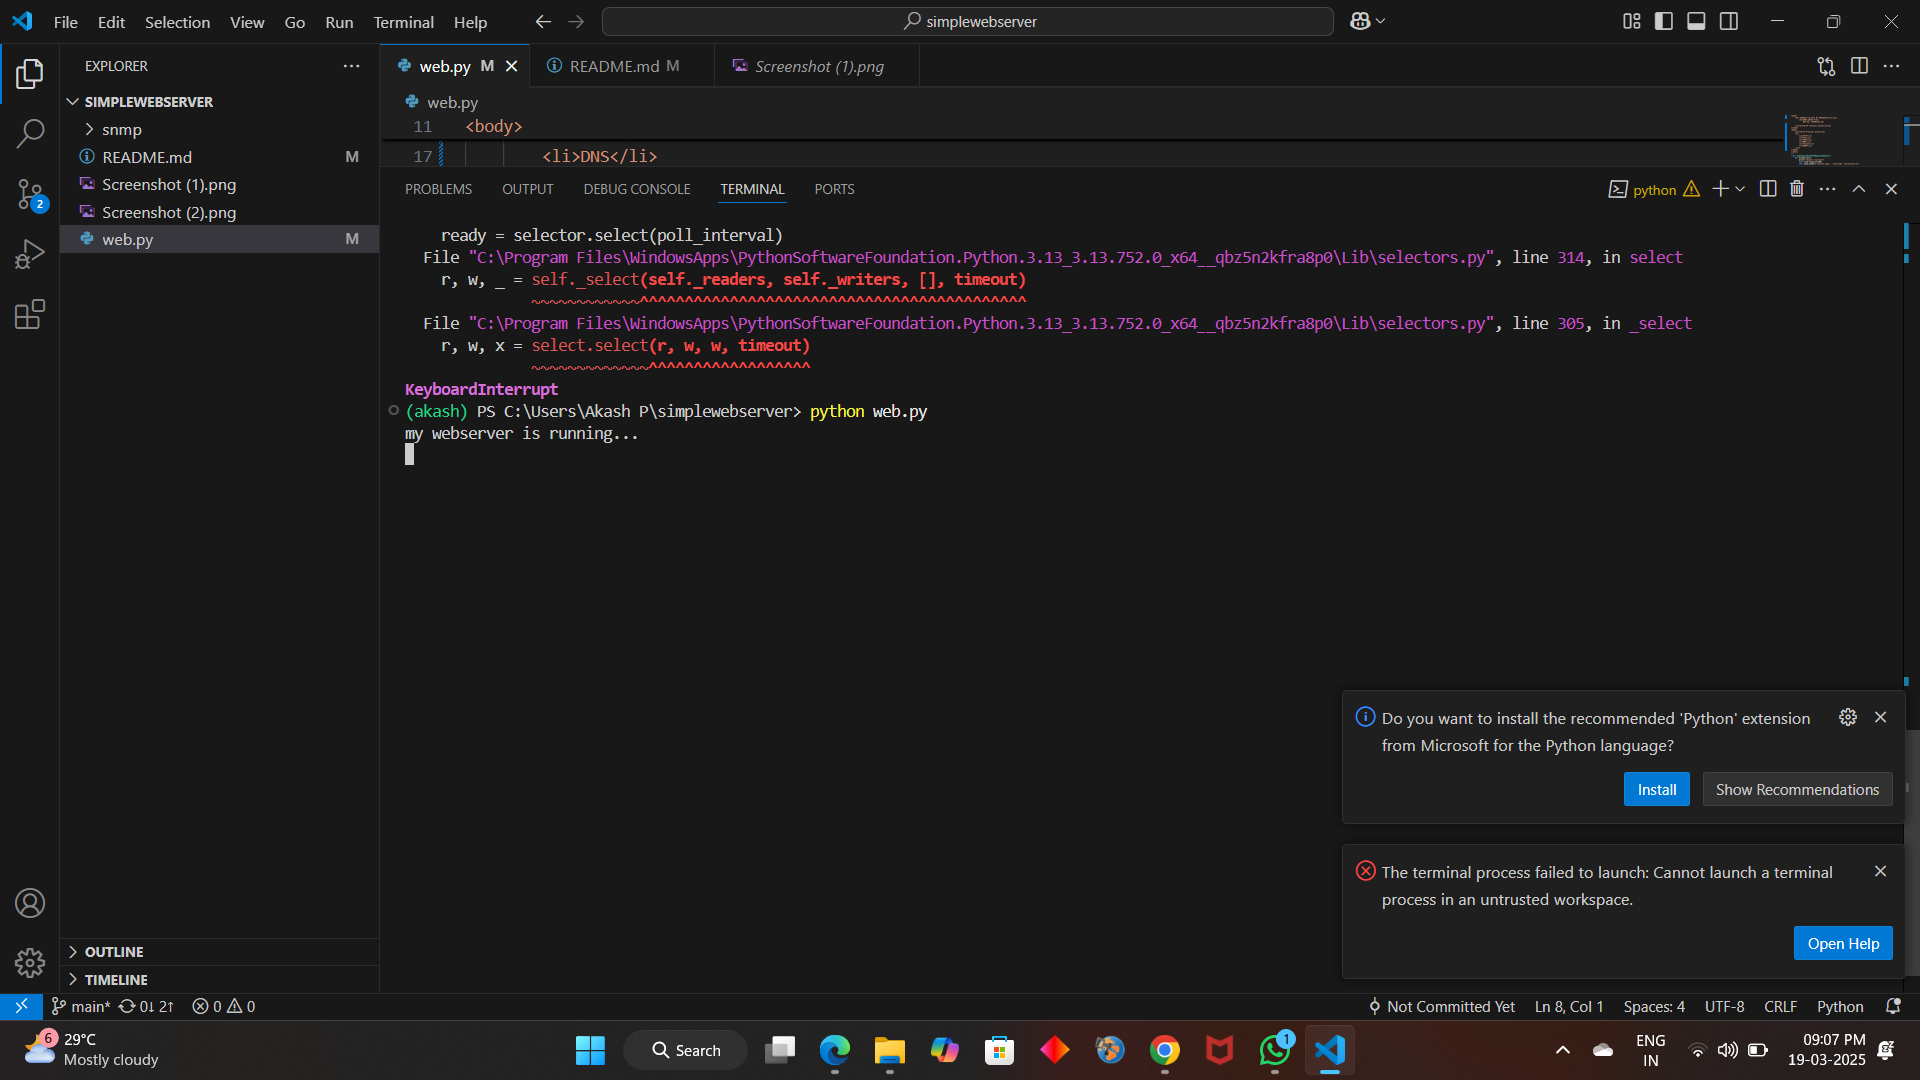 File Edit Selection View Go Run Terminal Help
simplewebserver
EXPLORER
SIMPLEWEBSERVER
snmp
README.md M
Screenshot (1).png
Screenshot (2).png
web.py M
2
OUTLINE
TIMELINE
web.py M README.md M Screenshot (1).png
web.py
11 <body>
17 <li>DNS</li>
PROBLEMS OUTPUT DEBUG CONSOLE TERMINAL PORTS
python
ready = selector.select(poll_interval)
File "C:\Program Files\WindowsApps\PythonSoftwareFoundation.Python.3.13_3.13.752.0_x64__qbz5n2kfra8p0\Lib\selectors.py", line 314, in select
r, w, _ = self._select(self._readers, self._writers, [], timeout)
~~~~~~~~~~~~^^^^^^^^^^^^^^^^^^^^^^^^^^^^^^^^^^^^^^^^^^^
File "C:\Program Files\WindowsApps\PythonSoftwareFoundation.Python.3.13_3.13.752.0_x64__qbz5n2kfra8p0\Lib\selectors.py", line 305, in _select
r, w, x = select.select(r, w, w, timeout)
~~~~~~~~~~~~~^^^^^^^^^^^^^^^^^^
KeyboardInterrupt
(akash) PS C:\Users\Akash P\simplewebserver> python web.py
my webserver is running...
Do you want to install the recommended 'Python' extension
from Microsoft for the Python language?
Install Show Recommendations
The terminal process failed to launch: Cannot launch a terminal
process in an untrusted workspace.
Open Help
main* 0↓ 2↑ 0 0
Not Committed Yet Ln 8, Col 1 Spaces: 4 UTF-8 CRLF Python
6
29°C
Mostly cloudy
Search
1
ENG
IN
09:07 PM
19-03-2025